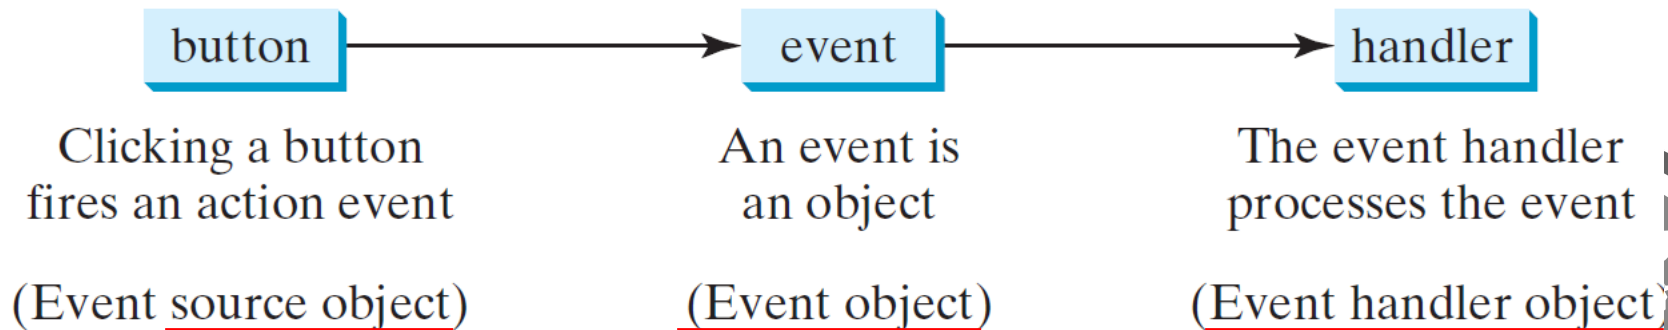 button event handler
Clicking a button An event is The event handler
fires an action event an object processes the event
(Event source object) (Event object) (Event handler object)